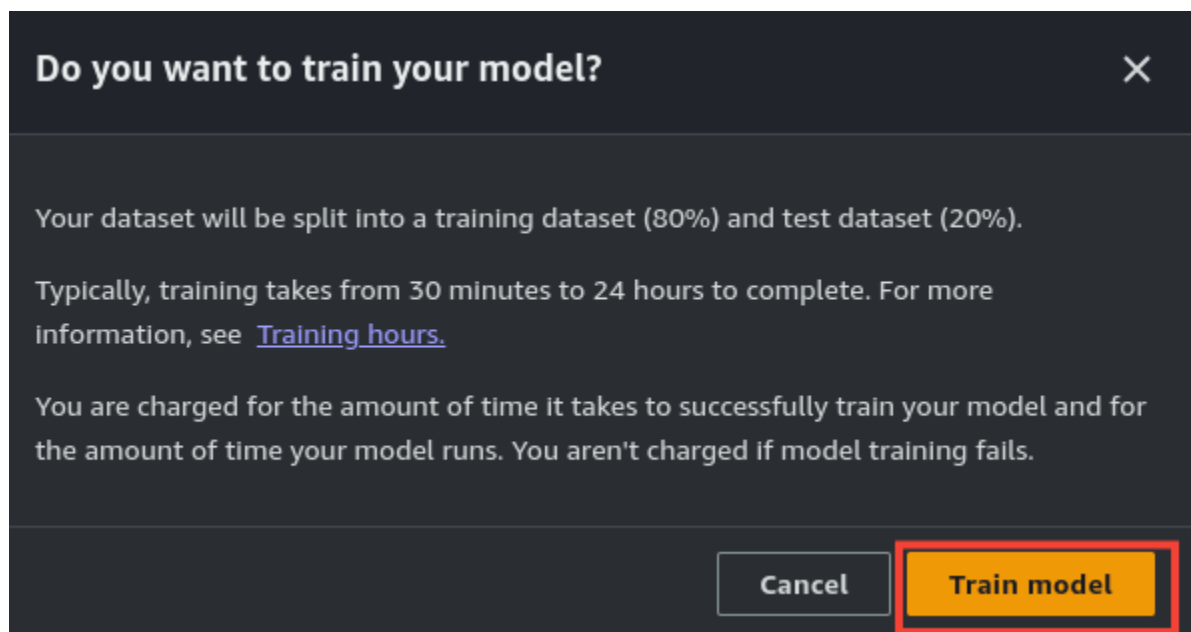 Do you want to train your model?
Your dataset will be split into a training dataset (80%) and test dataset (20%).
Typically, training takes from 30 minutes to 24 hours to complete. For more
information, see Training hours.
You are charged for the amount of time it takes to successfully train your model and for
the amount of time your model runs. You aren't charged if model training fails.
Cancel Train model